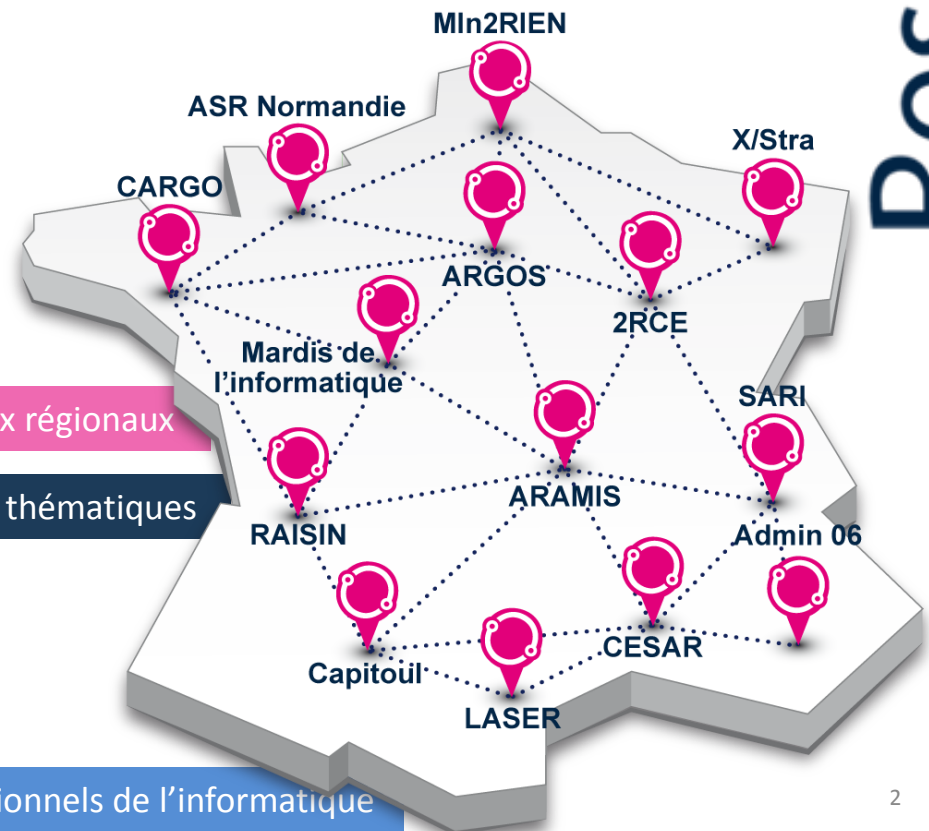 MIn2RIEN
ASR Normandie
X/Stra
CARGO
ARGOS
2RCE
Mardis de
l'informatique
SARI
x régionaux
ARAMIS
thématiques
RAISIN
Admin 06
CESAR
Capitoul
LASER
ionnels de l'informatique
2